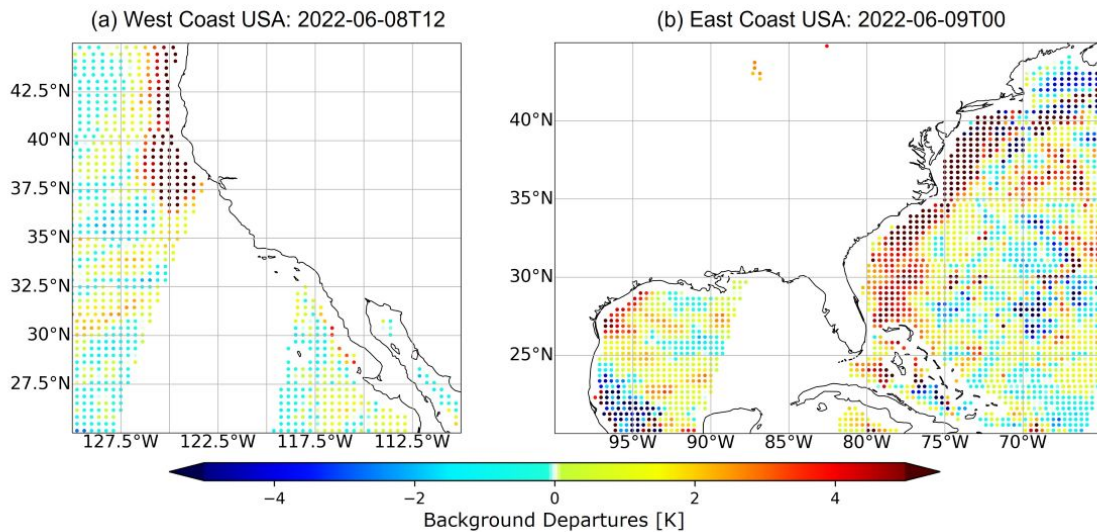 (a) West Coast USA: 2022-06-08T12
(b) East Coast USA: 2022-06-09T00
42.5°N
40°N
37.5°N
35°N
32.5°N
30°N
27.5°N
127.5°W 122.5°W 117.5°W 112.5°W
40°N
35°N
30°N
25°N
95°W 90°W 80°W 75°W 70°W
−4 −2 0 2 4
Background Departures [K]